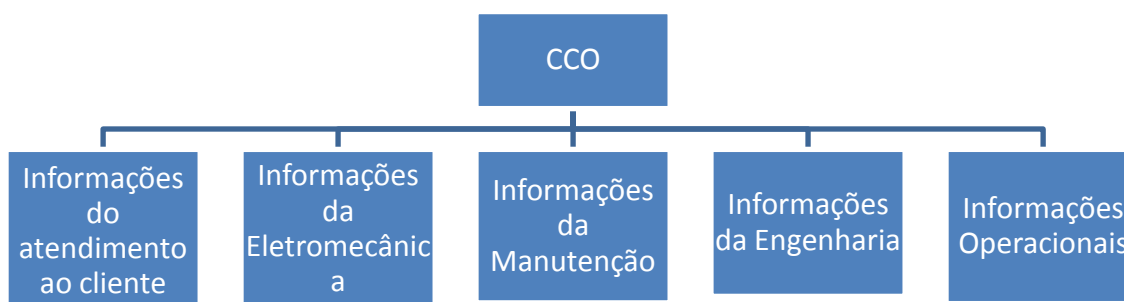 CCO
Informações
do
atendimento
ao cliente
Informações
da
Eletromecânic
a
Informações
da
Manutenção
Informações
da Engenharia
Informações
Operacionais